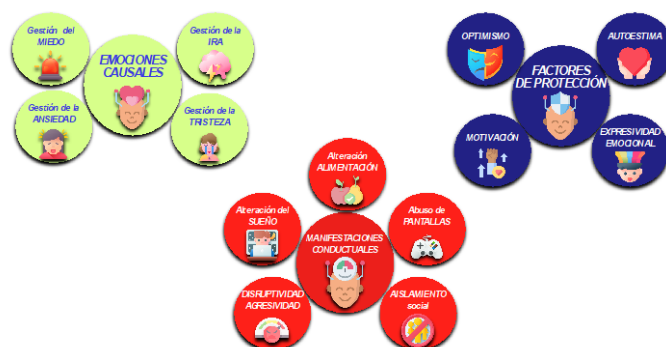 Gestión del
MIEDO
Gestión de la
IRA
EMOCIONES
CAUSALES
Gestión de la
ANSIEDAD
Gestión de la
TRISTEZA
OPTIMISMO
AUTOESTIMA
FACTORES
DE PROTECCIÓN
MOTIVACIÓN
EXPRESIVIDAD
EMOCIONAL
Alteración
ALIMENTACIÓN
Alteración del
SUEÑO
Abuso de
PANTALLAS
MANIFESTACIONES
CONDUCTUALES
DISRUPTIVIDAD
AGRESIVIDAD
AISLAMIENTO
social